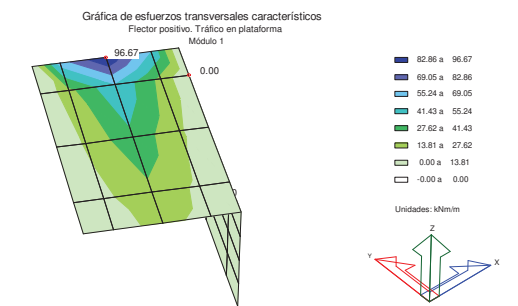 Gráfica de esfuerzos transversales característicos
Flector positivo. Tráfico en plataforma
Módulo 1
96.67
0.00
82.86 a 96.67
69.05 a 82.86
55.24 a 69.05
41.43 a 55.24
27.62 a 41.43
13.81 a 27.62
0.00 a 13.81
-0.00 a 0.00
Unidades: kNm/m
Z
Y
X